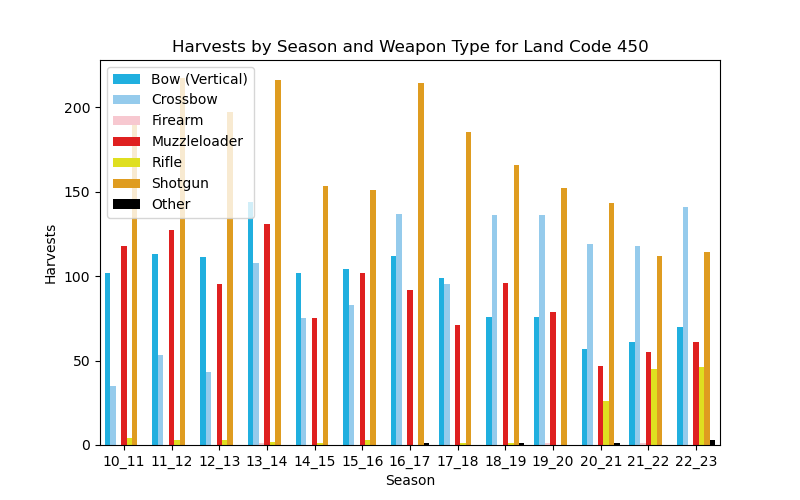 Harvests by Season and Weapon Type for Land Code 450
Bow (Vertical)
Crossbow
Firearm
Muzzleloader
Rifle
Shotgun
Other
200
150
100
50
0
Harvests
10_11 11_12 12_13 13_14 14_15 15_16 16_17 17_18 18_19 19_20 20_21 21_22 22_23
Season